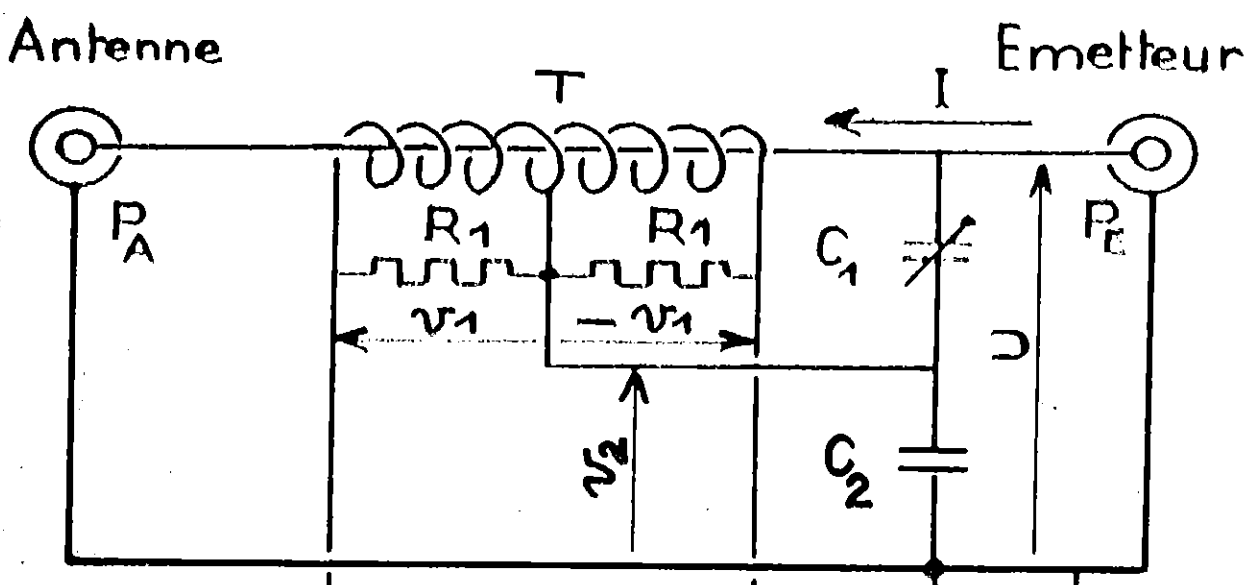 Antenne
Emetteur
T
I
P_A
R1
R1
C1
P_E
v1
- v1
U
v2
C2